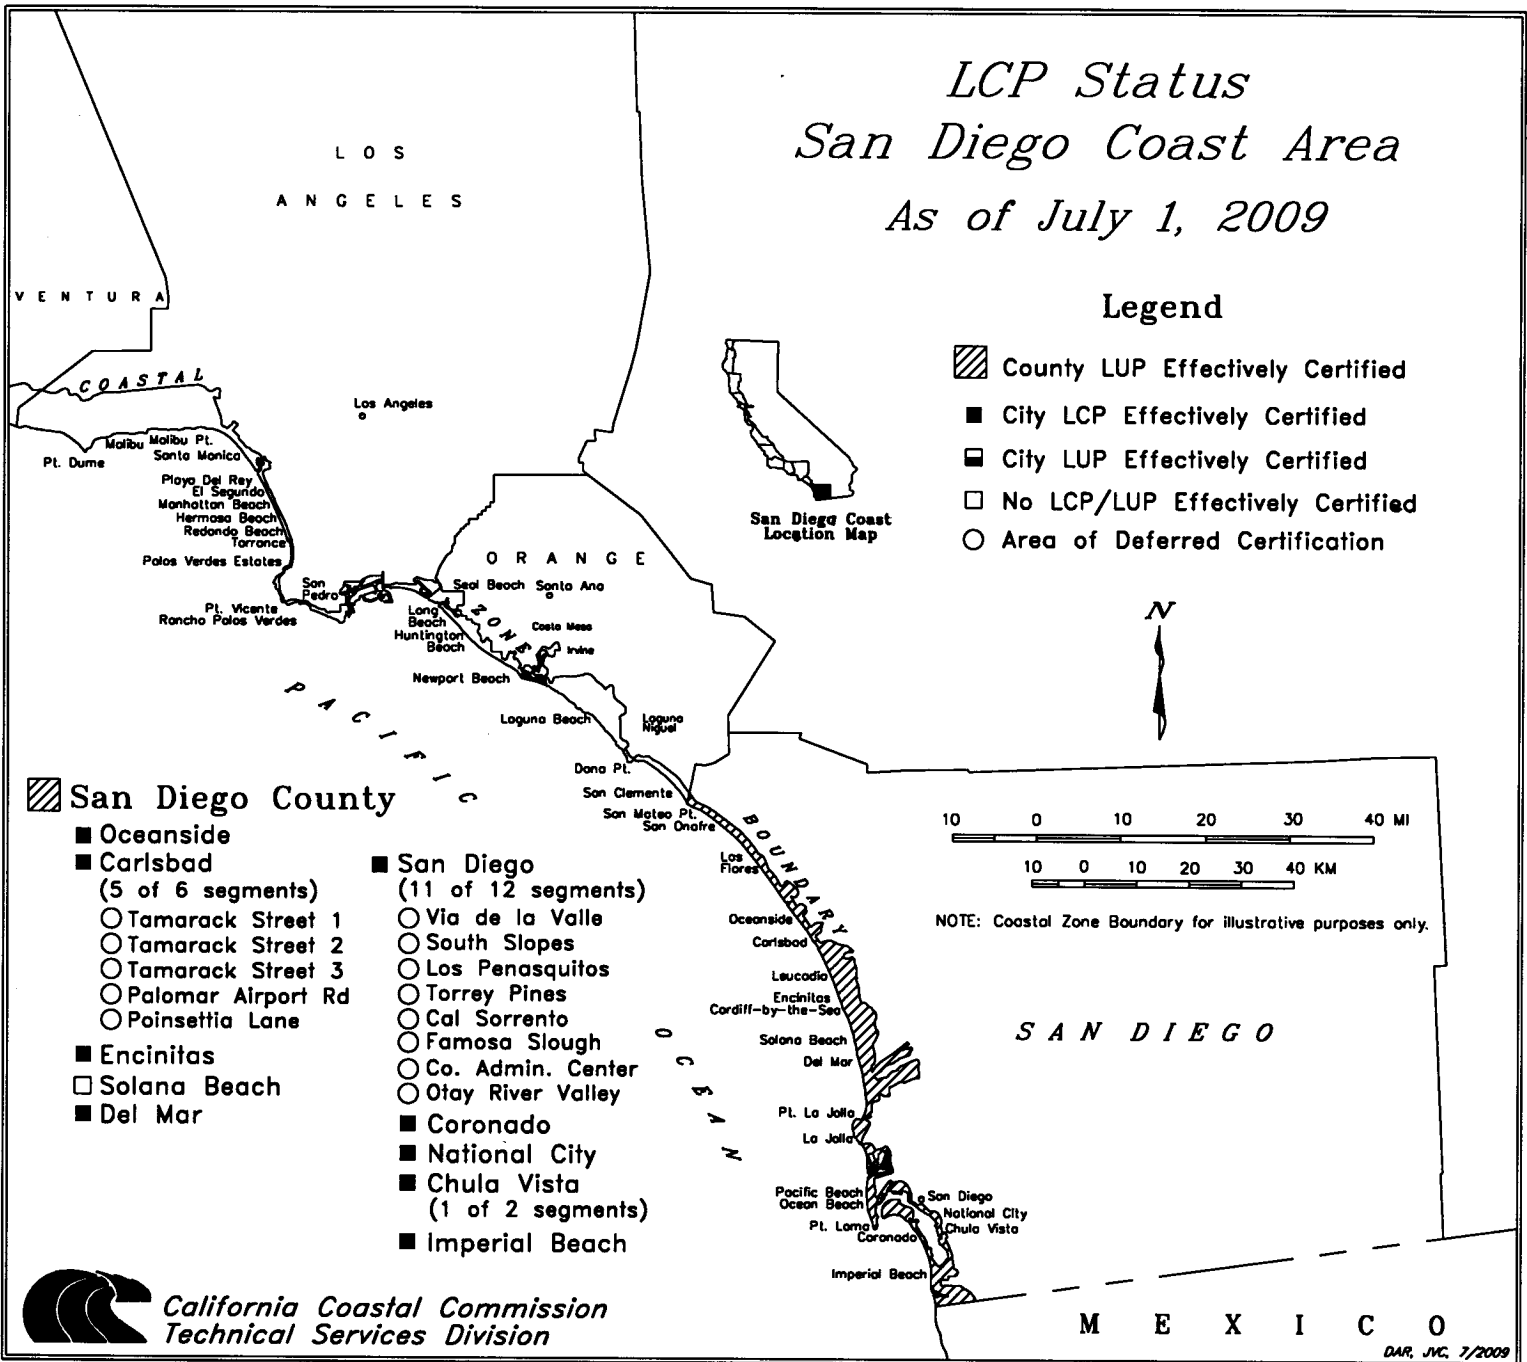 LCP Status
San Diego Coast Area
As of July 1, 2009
Legend
County LUP Effectively Certified
City LCP Effectively Certified
City LUP Effectively Certified
No LCP/LUP Effectively Certified
Area of Deferred Certification
San Diego Coast
Location Map
N
LOS
ANGELES
VENTURA
COASTAL
Los Angeles
Malibu
Malibu Pt.
Pt. Dume
Santa Monica
Playa Del Rey
El Segundo
Manhattan Beach
Hermosa Beach
Redondo Beach
Torrance
Palos Verdes Estates
San
Pedro
Pt. Vicente
Rancho Palos Verdes
ORANGE
Seal Beach
Santa Ana
Long
Beach
ZONE
Costa Mesa
Huntington
Beach
Irvine
Newport Beach
Laguna Beach
Laguna
Niguel
PACIFIC
Dana Pt.
San Clemente
San Mateo Pt.
San Onofre
BOUNDARY
Las
Flores
Oceanside
Carlsbad
Leucadia
Encinitas
Cardiff-by-the-Sea
Solana Beach
Del Mar
Pt. La Jolla
La Jolla
Pacific Beach
Ocean Beach
Pt. Loma
Coronado
San Diego
National City
Chula Vista
Imperial Beach
OCEAN
10 0 10 20 30 40 MI
10 0 10 20 30 40 KM
NOTE: Coastal Zone Boundary for illustrative purposes only.
SAN DIEGO
MEXICO
San Diego County
Oceanside
Carlsbad
(5 of 6 segments)
Tamarack Street 1
Tamarack Street 2
Tamarack Street 3
Palomar Airport Rd
Poinsettia Lane
Encinitas
Solana Beach
Del Mar
San Diego
(11 of 12 segments)
Via de la Valle
South Slopes
Los Penasquitos
Torrey Pines
Cal Sorrento
Famosa Slough
Co. Admin. Center
Otay River Valley
Coronado
National City
Chula Vista
(1 of 2 segments)
Imperial Beach
California Coastal Commission
Technical Services Division
DAR, JVC, 7/2009